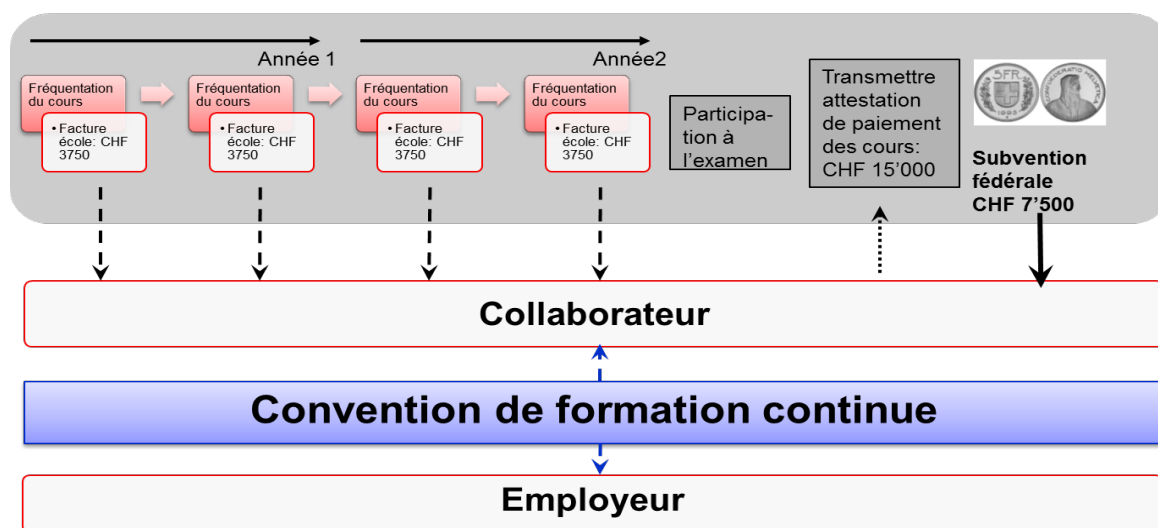 Année 1
Année2
Fréquentation
du cours
• Facture
école: CHF
3750
Fréquentation
du cours
• Facture
école: CHF
3750
Fréquentation
du cours
• Facture
école: CHF
3750
Fréquentation
du cours
• Facture
école: CHF
3750
Participa-
tion à
l’examen
Transmettre
attestation
de paiement
des cours:
CHF 15’000
5FR
Subvention
fédérale
CHF 7’500
Collaborateur
Convention de formation continue
Employeur